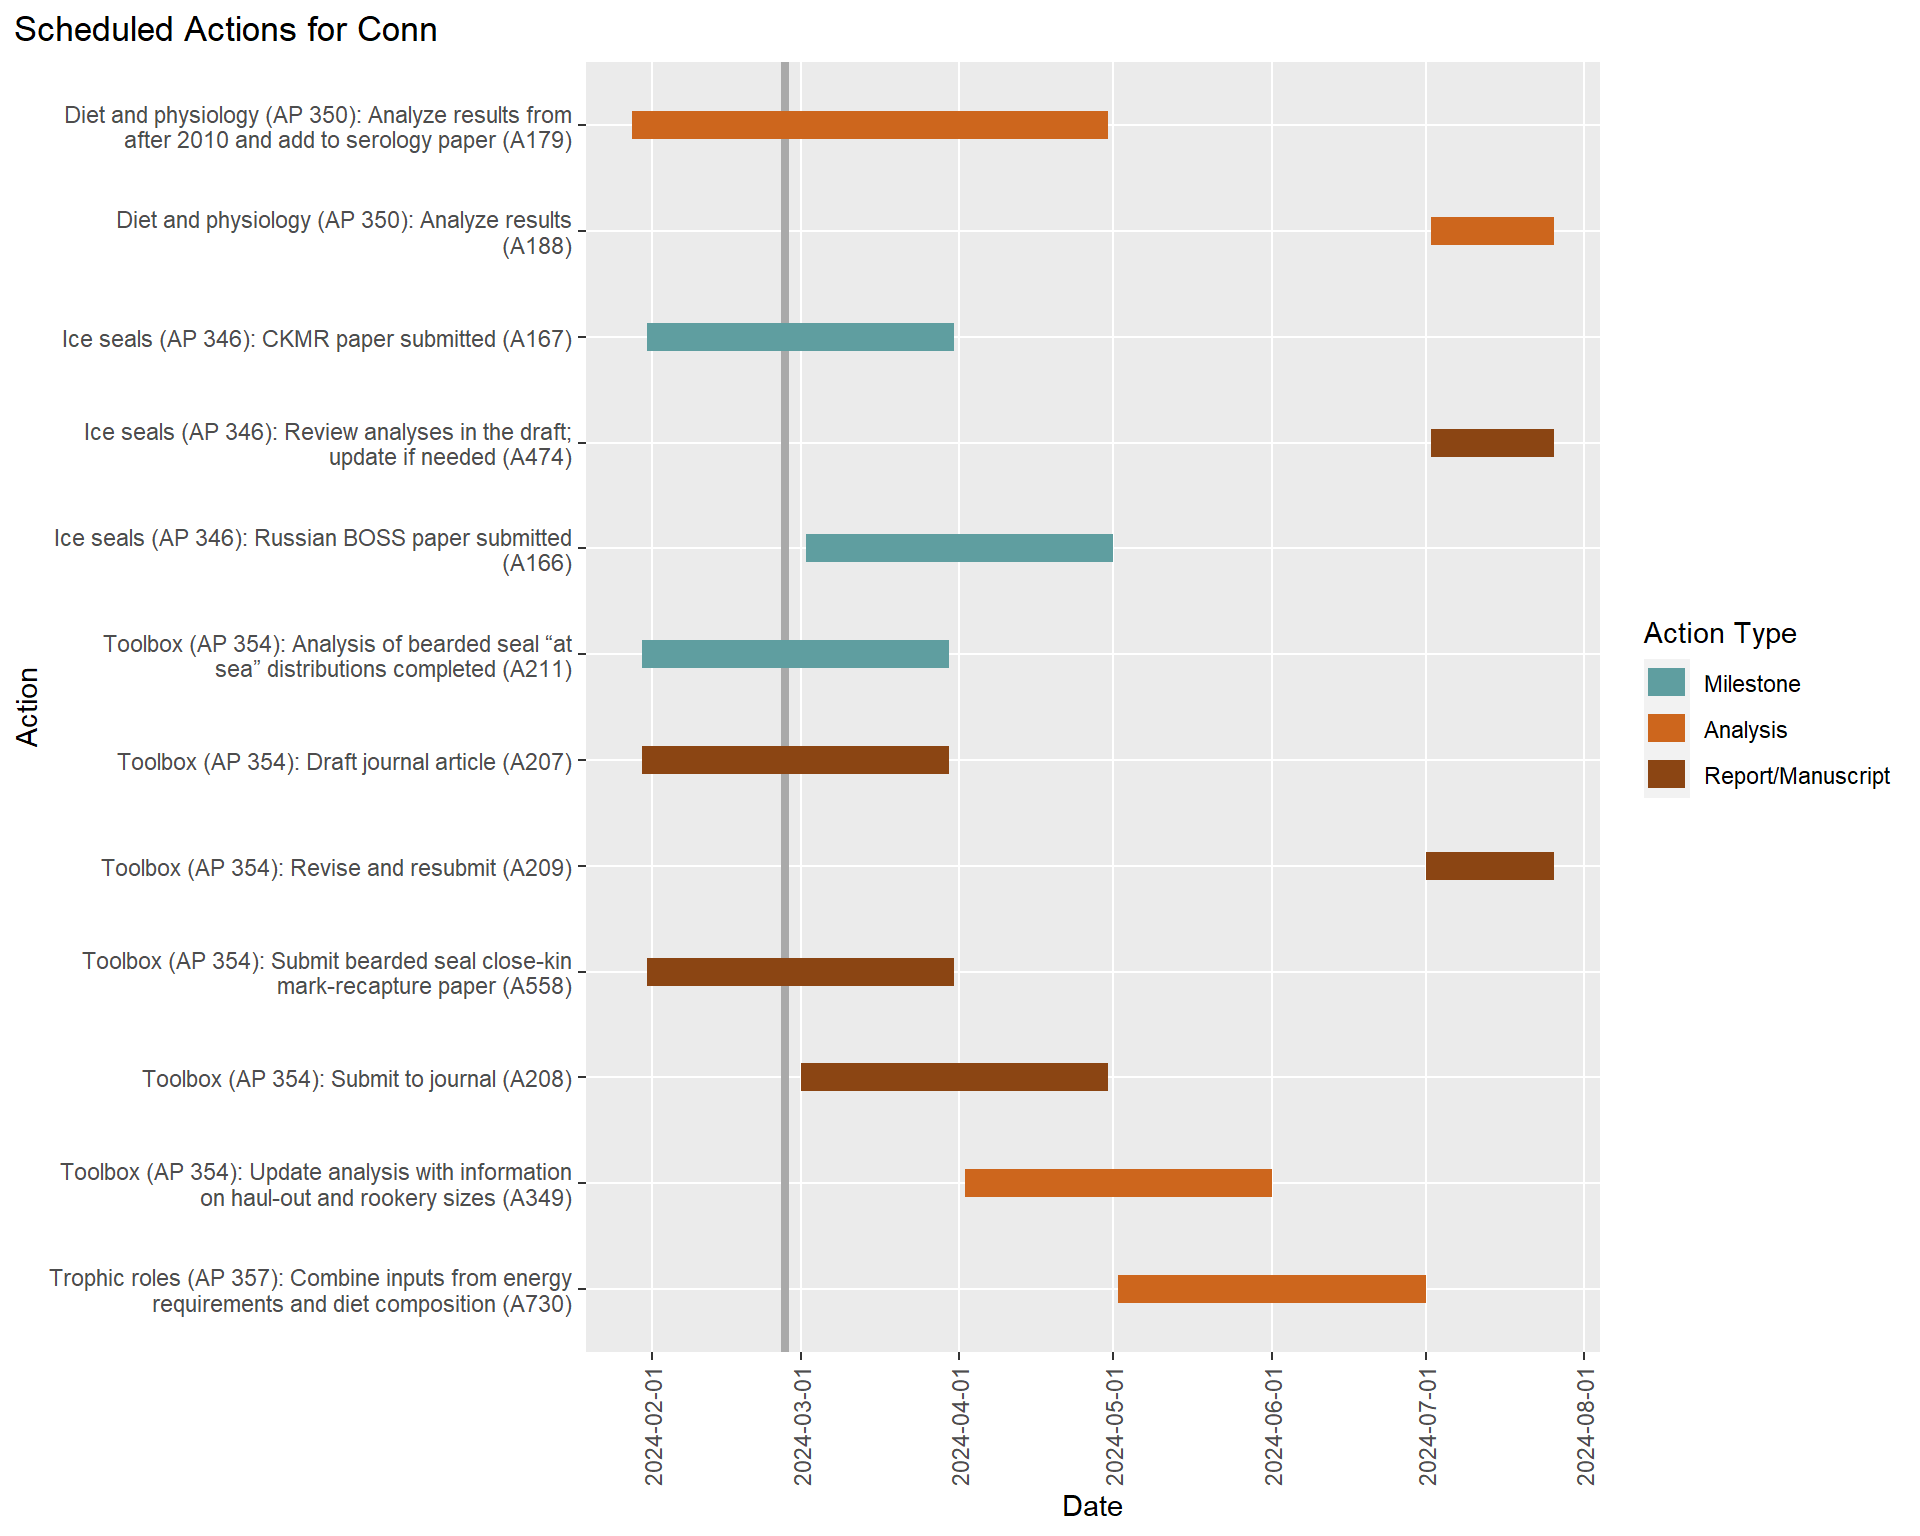 Scheduled Actions for Conn
Diet and physiology (AP 350): Analyze results from
after 2010 and add to serology paper (A179)
Diet and physiology (AP 350): Analyze results
(A188)
Ice seals (AP 346): CKMR paper submitted (A167)
Ice seals (AP 346): Review analyses in the draft;
update if needed (A474)
Ice seals (AP 346): Russian BOSS paper submitted
(A166)
Toolbox (AP 354): Analysis of bearded seal “at
sea” distributions completed (A211)
Toolbox (AP 354): Draft journal article (A207)
Toolbox (AP 354): Revise and resubmit (A209)
Toolbox (AP 354): Submit bearded seal close-kin
mark-recapture paper (A558)
Toolbox (AP 354): Submit to journal (A208)
Toolbox (AP 354): Update analysis with information
on haul-out and rookery sizes (A349)
Trophic roles (AP 357): Combine inputs from energy
requirements and diet composition (A730)
Action
2024-02-01
2024-03-01
2024-04-01
2024-05-01
2024-06-01
2024-07-01
2024-08-01
Date
Action Type
Milestone
Analysis
Report/Manuscript